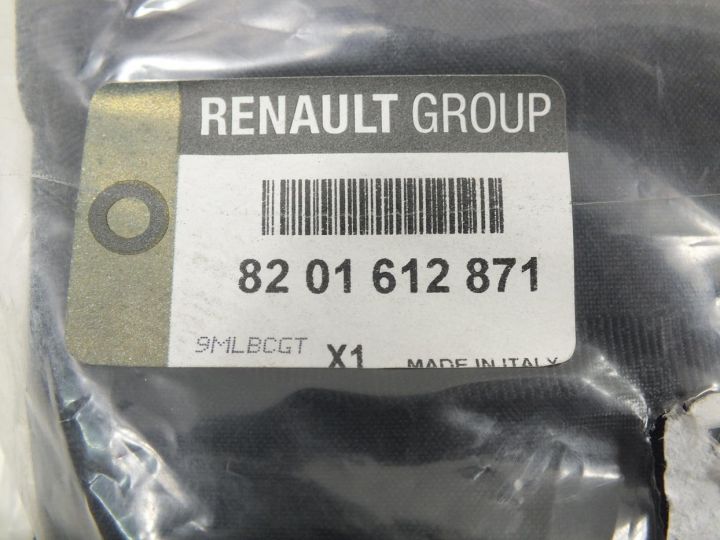 RENAULT GROUP
82 01 612 871
9MLBCGT X1 MADE IN ITALY